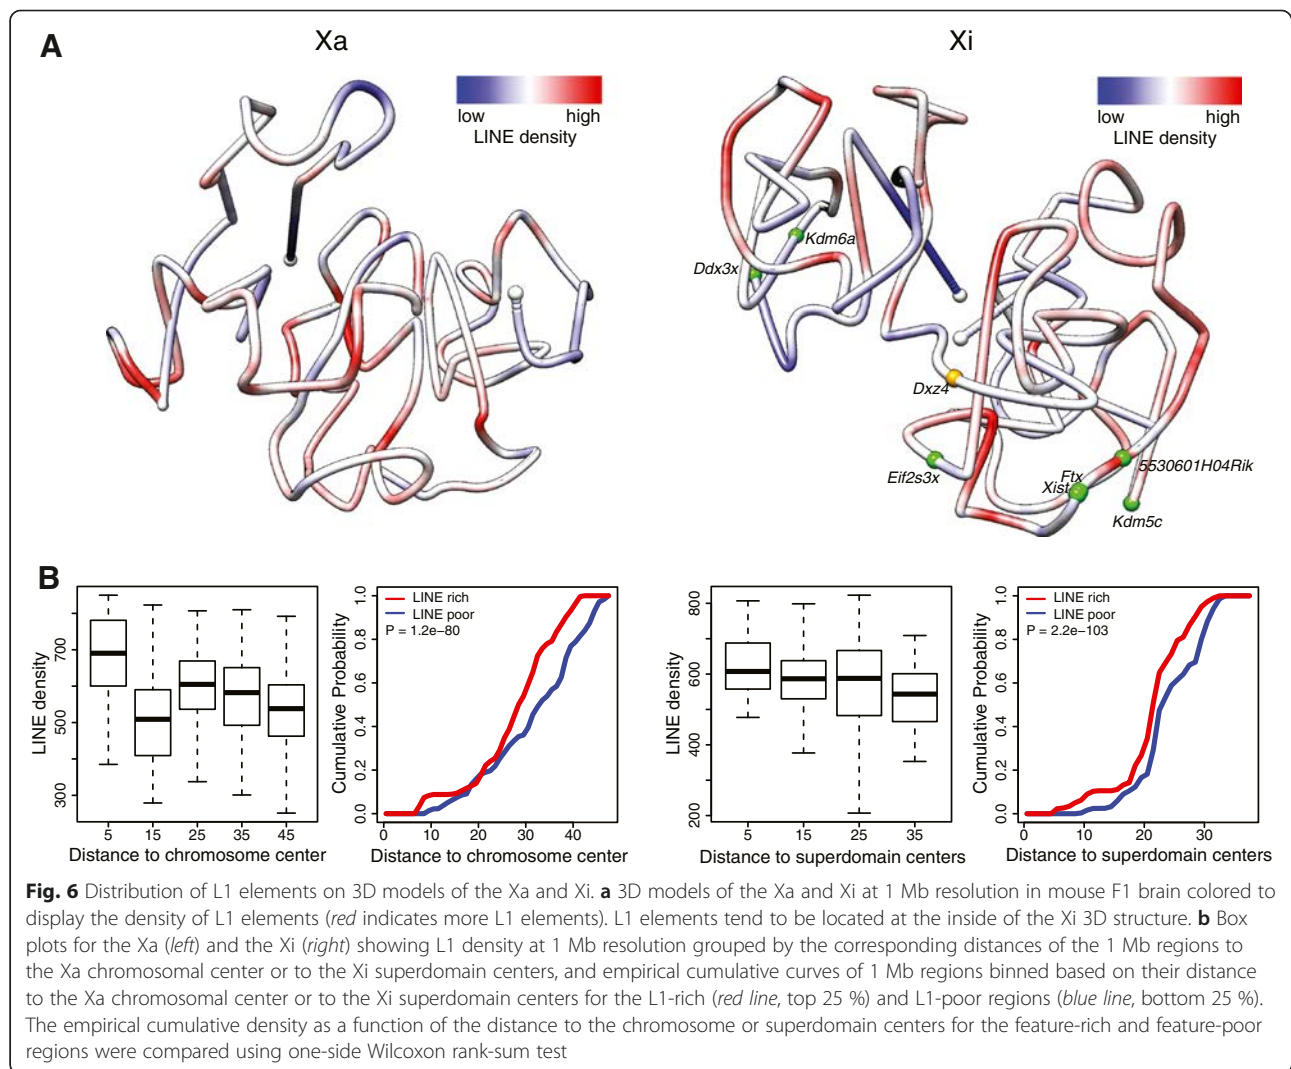 A
Xa
Xi
low high
LINE density
low high
LINE density
Kdm6a
Ddx3x
Dxz4
Eif2s3x
Ftx
Xist
5530601H04Rik
Kdm5c
B
LINE density
300 500 700
5 15 25 35 45
Distance to chromosome center
Cumulative Probability
0.0 0.2 0.4 0.6 0.8 1.0
LINE rich
LINE poor
P = 1.2e−80
0 10 20 30 40
Distance to chromosome center
LINE density
200 400 600 800
5 15 25 35
Distance to superdomain centers
Cumulative Probability
0.0 0.2 0.4 0.6 0.8 1.0
LINE rich
LINE poor
P = 2.2e−103
0 10 20 30
Distance to superdomain centers
Fig. 6 Distribution of L1 elements on 3D models of the Xa and Xi. a 3D models of the Xa and Xi at 1 Mb resolution in mouse F1 brain colored to
display the density of L1 elements (red indicates more L1 elements). L1 elements tend to be located at the inside of the Xi 3D structure. b Box
plots for the Xa (left) and the Xi (right) showing L1 density at 1 Mb resolution grouped by the corresponding distances of the 1 Mb regions to
the Xa chromosomal center or to the Xi superdomain centers, and empirical cumulative curves of 1 Mb regions binned based on their distance
to the Xa chromosomal center or to the Xi superdomain centers for the L1-rich (red line, top 25 %) and L1-poor regions (blue line, bottom 25 %).
The empirical cumulative density as a function of the distance to the chromosome or superdomain centers for the feature-rich and feature-poor
regions were compared using one-side Wilcoxon rank-sum test